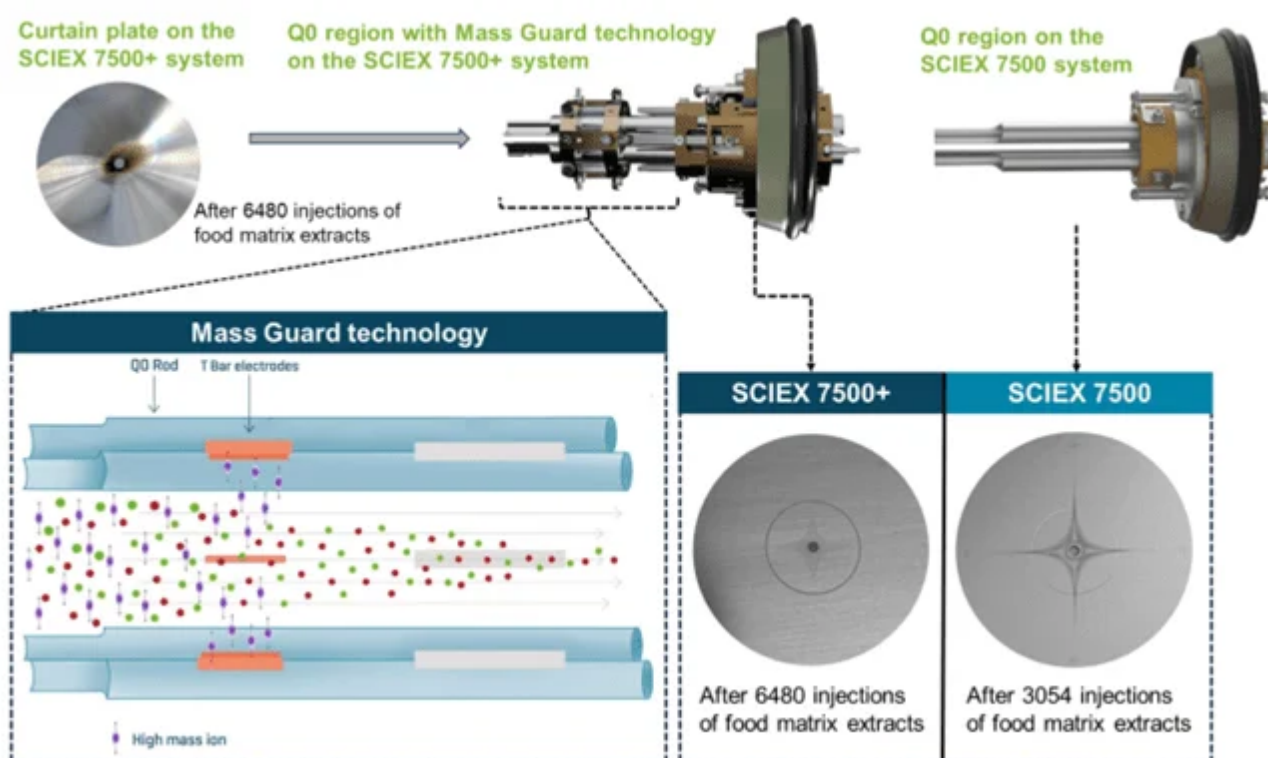 Curtain plate on the
SCIEX 7500+ system
Q0 region with Mass Guard technology
on the SCIEX 7500+ system
Q0 region on the
SCIEX 7500 system
After 6480 injections of
food matrix extracts
Mass Guard technology
Q0 Rod
T Bar electrodes
High mass ion
SCIEX 7500+
SCIEX 7500
After 6480 injections
of food matrix extracts
After 3054 injections
of food matrix extracts